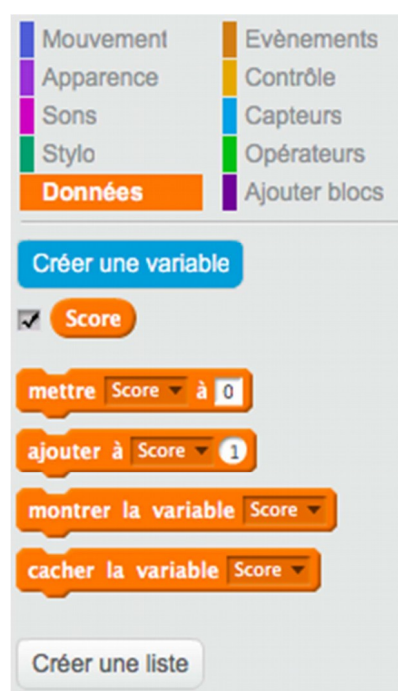 Mouvement
Evènements
Apparence
Contrôle
Sons
Capteurs
Stylo
Opérateurs
Données
Ajouter blocs
Créer une variable
Score
mettre Score à 0
ajouter à Score 1
montrer la variable Score
cacher la variable Score
Créer une liste